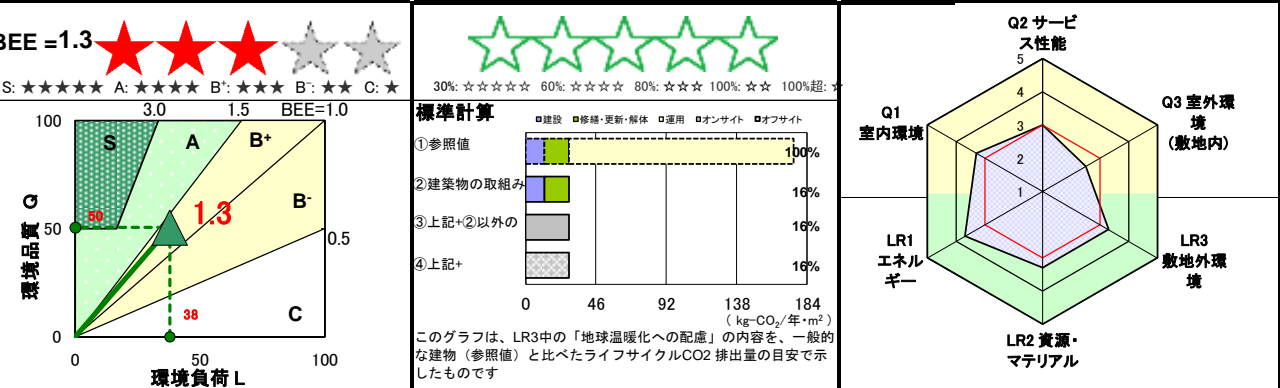 BEE =1.3
S: ★★★★★ A: ★★★★ B⁺: ★★★ B⁻: ★★ C: ★
3.0 1.5 BEE=1.0
100
S
A
B⁺
環境品質 Q
50
50
1.3
B⁻
0.5
38
C
0
0 50 100
環境負荷 L
30%: ☆☆☆☆☆ 60%: ☆☆☆☆ 80%: ☆☆☆ 100%: ☆☆ 100%超: ☆
標準計算
建設 修繕・更新・解体 運用 オンサイト オフサイト
①参照値
100%
②建築物の取組み
16%
③上記+②以外の
16%
④上記+
16%
0 46 92 138 184
( kg-CO₂/年・m² )
このグラフは、LR3中の「地球温暖化への配慮」の内容を、一般的
な建物（参照値）と比べたライフサイクルCO2 排出量の目安で示
したものです
Q2 サービ
ス性能
5
4
3
2
1
Q1
室内環境
Q3 室外環
境
(敷地内)
LR1
エネル
ギー
LR3
敷地外環
境
LR2 資源・
マテリアル